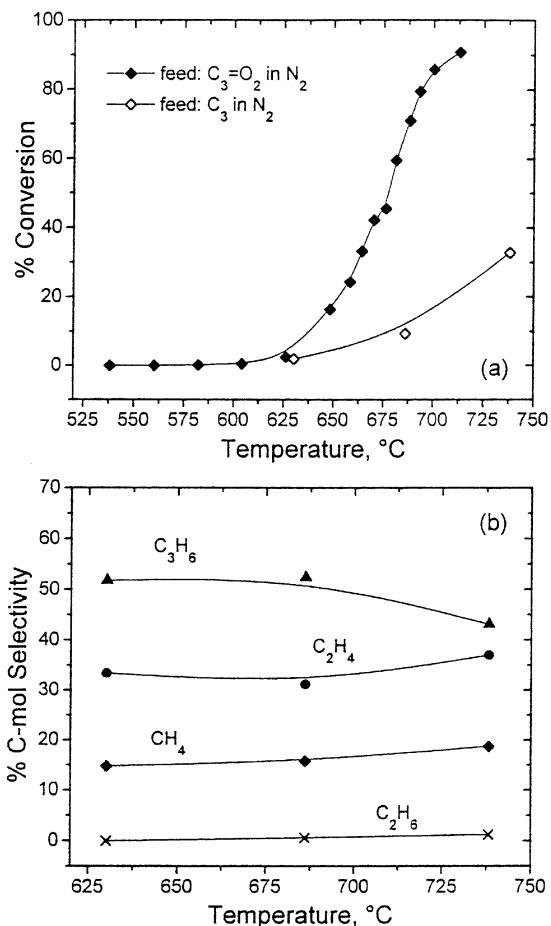 100
80
60
40
20
0
% Conversion
feed: C₃=O₂ in N₂
feed: C₃ in N₂
(a)
525 550 575 600 625 650 675 700 725 750
Temperature, °C
70
60
50
40
30
20
10
0
% C-mol Selectivity
(b)
C₃H₆
C₂H₄
CH₄
C₂H₆
625 650 675 700 725 750
Temperature, °C